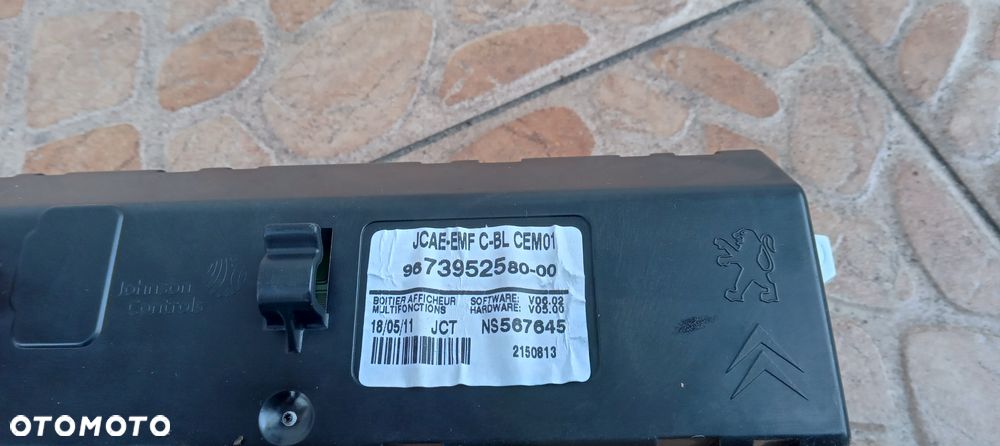 JCAE-EMF C-BL CEM01
9673952580-00
BOITIER AFFICHEUR
MULTIFONCTIONS
SOFTWARE: V06.02
HARDWARE: V05.00
18/05/11 JCT NS567645
2150813
Johnson
Controls
OTOMOTO